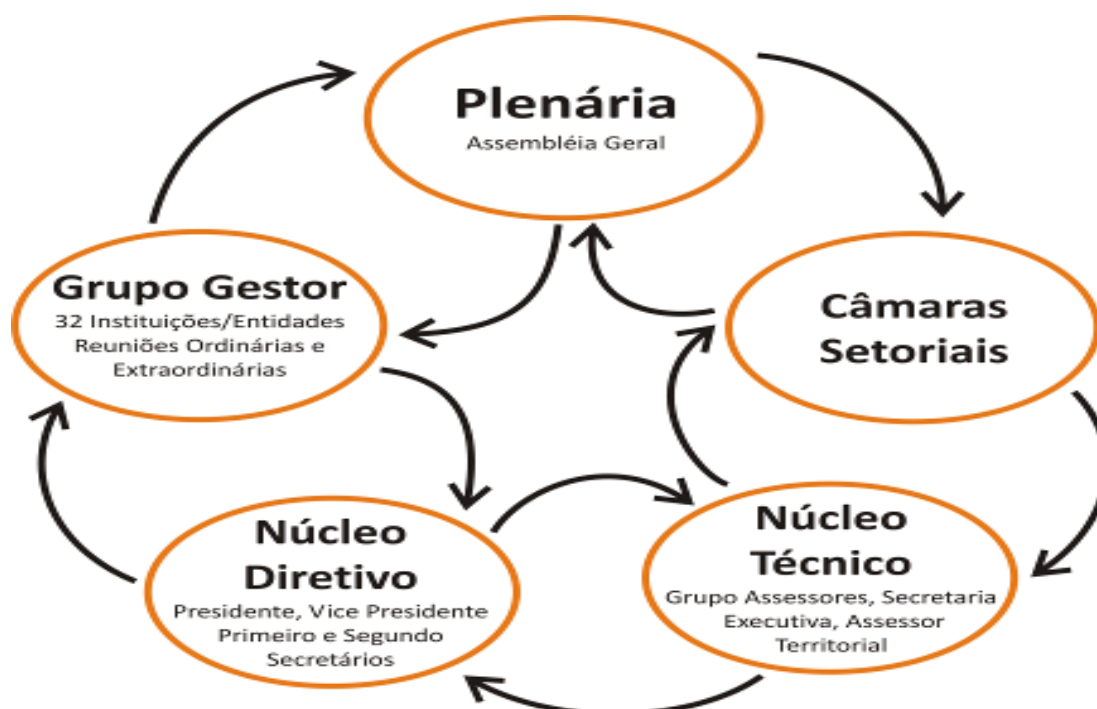 Plenária
Assembléia Geral
Grupo Gestor
32 Instituições/Entidades
Reuniões Ordinárias e
Extraordinárias
Câmaras
Setoriais
Núcleo
Diretivo
Presidente, Vice Presidente
Primeiro e Segundo
Secretários
Núcleo
Técnico
Grupo Assessores, Secretaria
Executiva, Assessor
Territorial